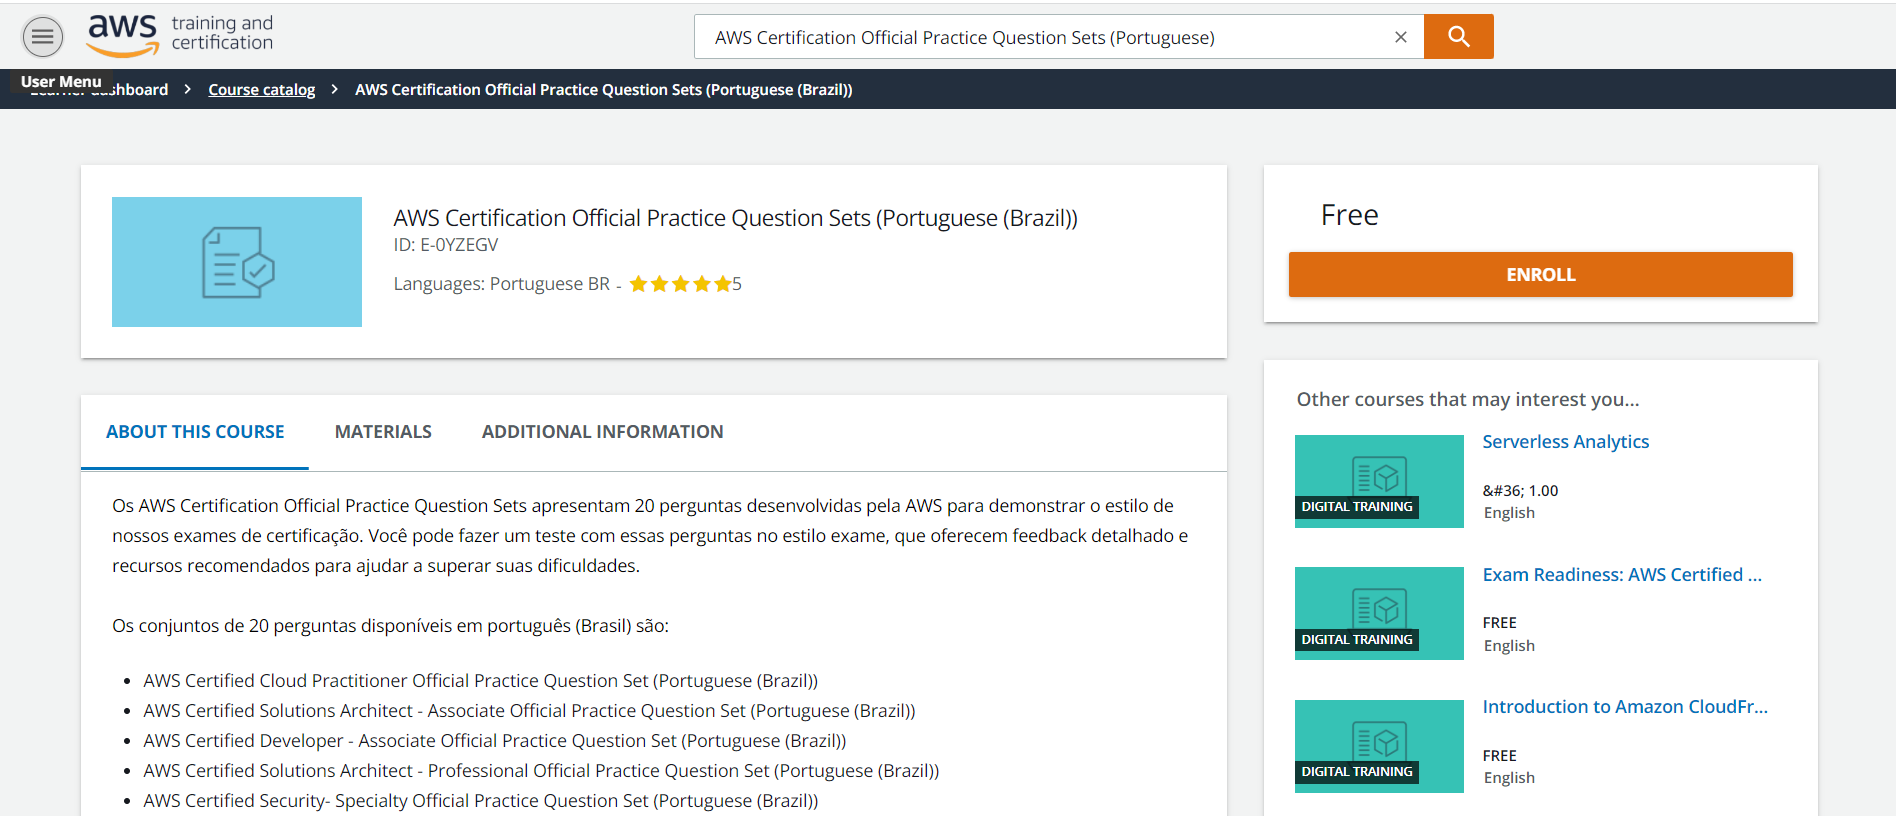 aws training and
certification
AWS Certification Official Practice Question Sets (Portuguese)
User Menu
dashboard > Course catalog > AWS Certification Official Practice Question Sets (Portuguese (Brazil))
AWS Certification Official Practice Question Sets (Portuguese (Brazil))
ID: E-0YZEGV
Languages: Portuguese BR - ★★★★★5
Free
ENROLL
ABOUT THIS COURSE
MATERIALS
ADDITIONAL INFORMATION
Os AWS Certification Official Practice Question Sets apresentam 20 perguntas desenvolvidas pela AWS para demonstrar o estilo de
nossos exames de certificação. Você pode fazer um teste com essas perguntas no estilo exame, que oferecem feedback detalhado e
recursos recomendados para ajudar a superar suas dificuldades.
Os conjuntos de 20 perguntas disponíveis em português (Brasil) são:
• AWS Certified Cloud Practitioner Official Practice Question Set (Portuguese (Brazil))
• AWS Certified Solutions Architect - Associate Official Practice Question Set (Portuguese (Brazil))
• AWS Certified Developer - Associate Official Practice Question Set (Portuguese (Brazil))
• AWS Certified Solutions Architect - Professional Official Practice Question Set (Portuguese (Brazil))
• AWS Certified Security- Specialty Official Practice Question Set (Portuguese (Brazil))
Other courses that may interest you...
DIGITAL TRAINING
Serverless Analytics
&#36; 1.00
English
DIGITAL TRAINING
Exam Readiness: AWS Certified ...
FREE
English
DIGITAL TRAINING
Introduction to Amazon CloudFr...
FREE
English